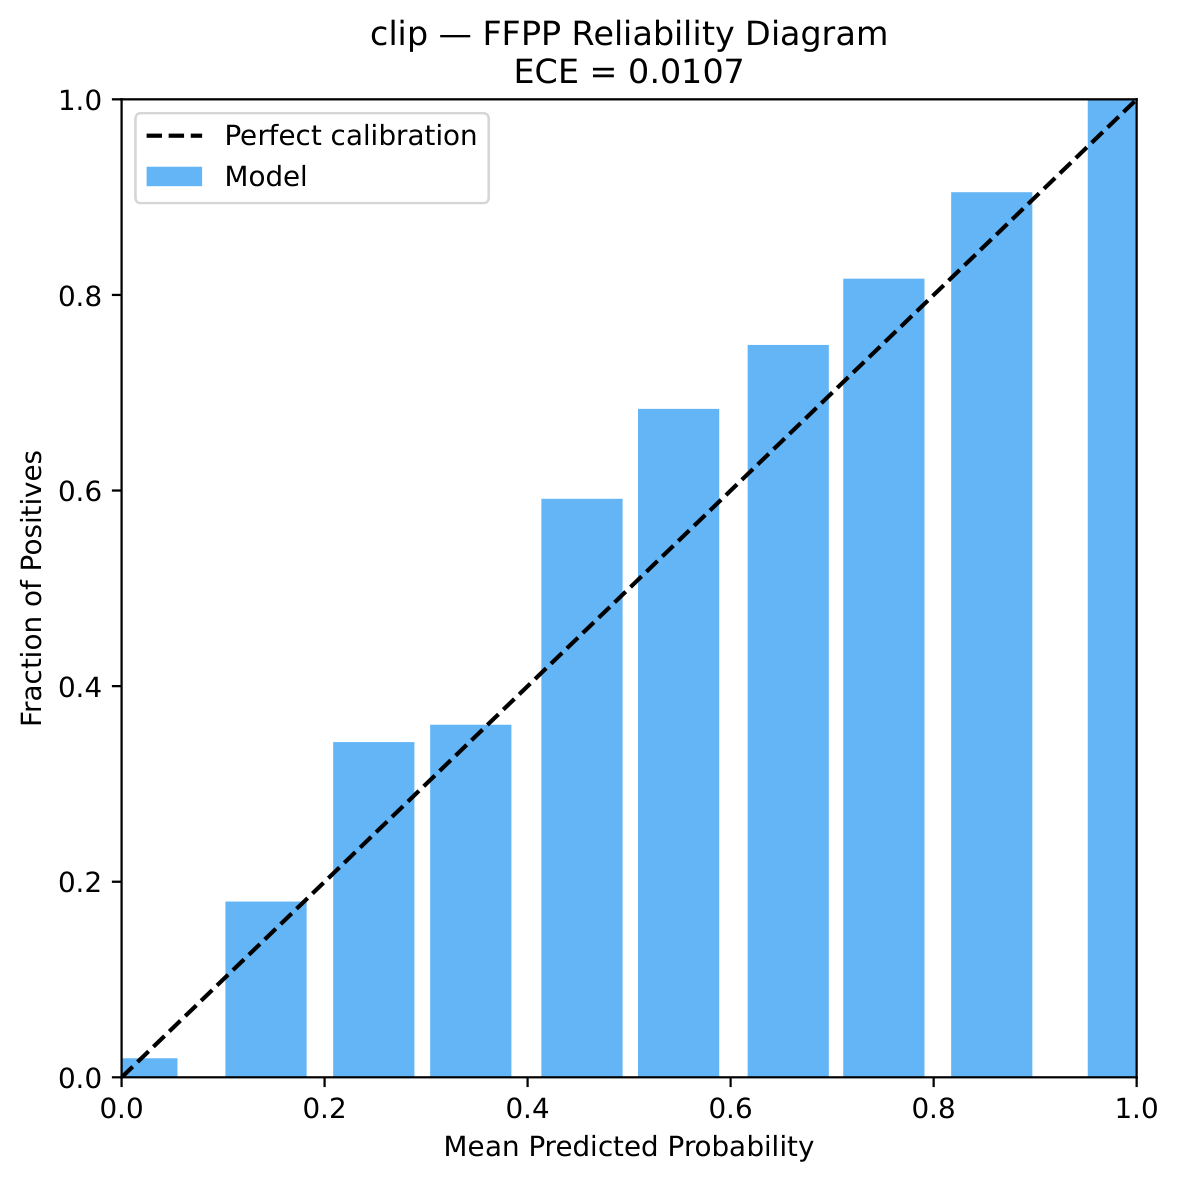 clip — FFPP Reliability Diagram
ECE = 0.0107
Perfect calibration
Model
Fraction of Positives
1.0
0.8
0.6
0.4
0.2
0.0
0.0 0.2 0.4 0.6 0.8 1.0
Mean Predicted Probability